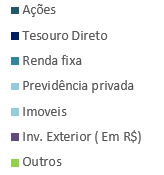 Ações
Tesouro Direto
Renda fixa
Previdência privada
Imoveis
Inv. Exterior ( Em R$)
Outros